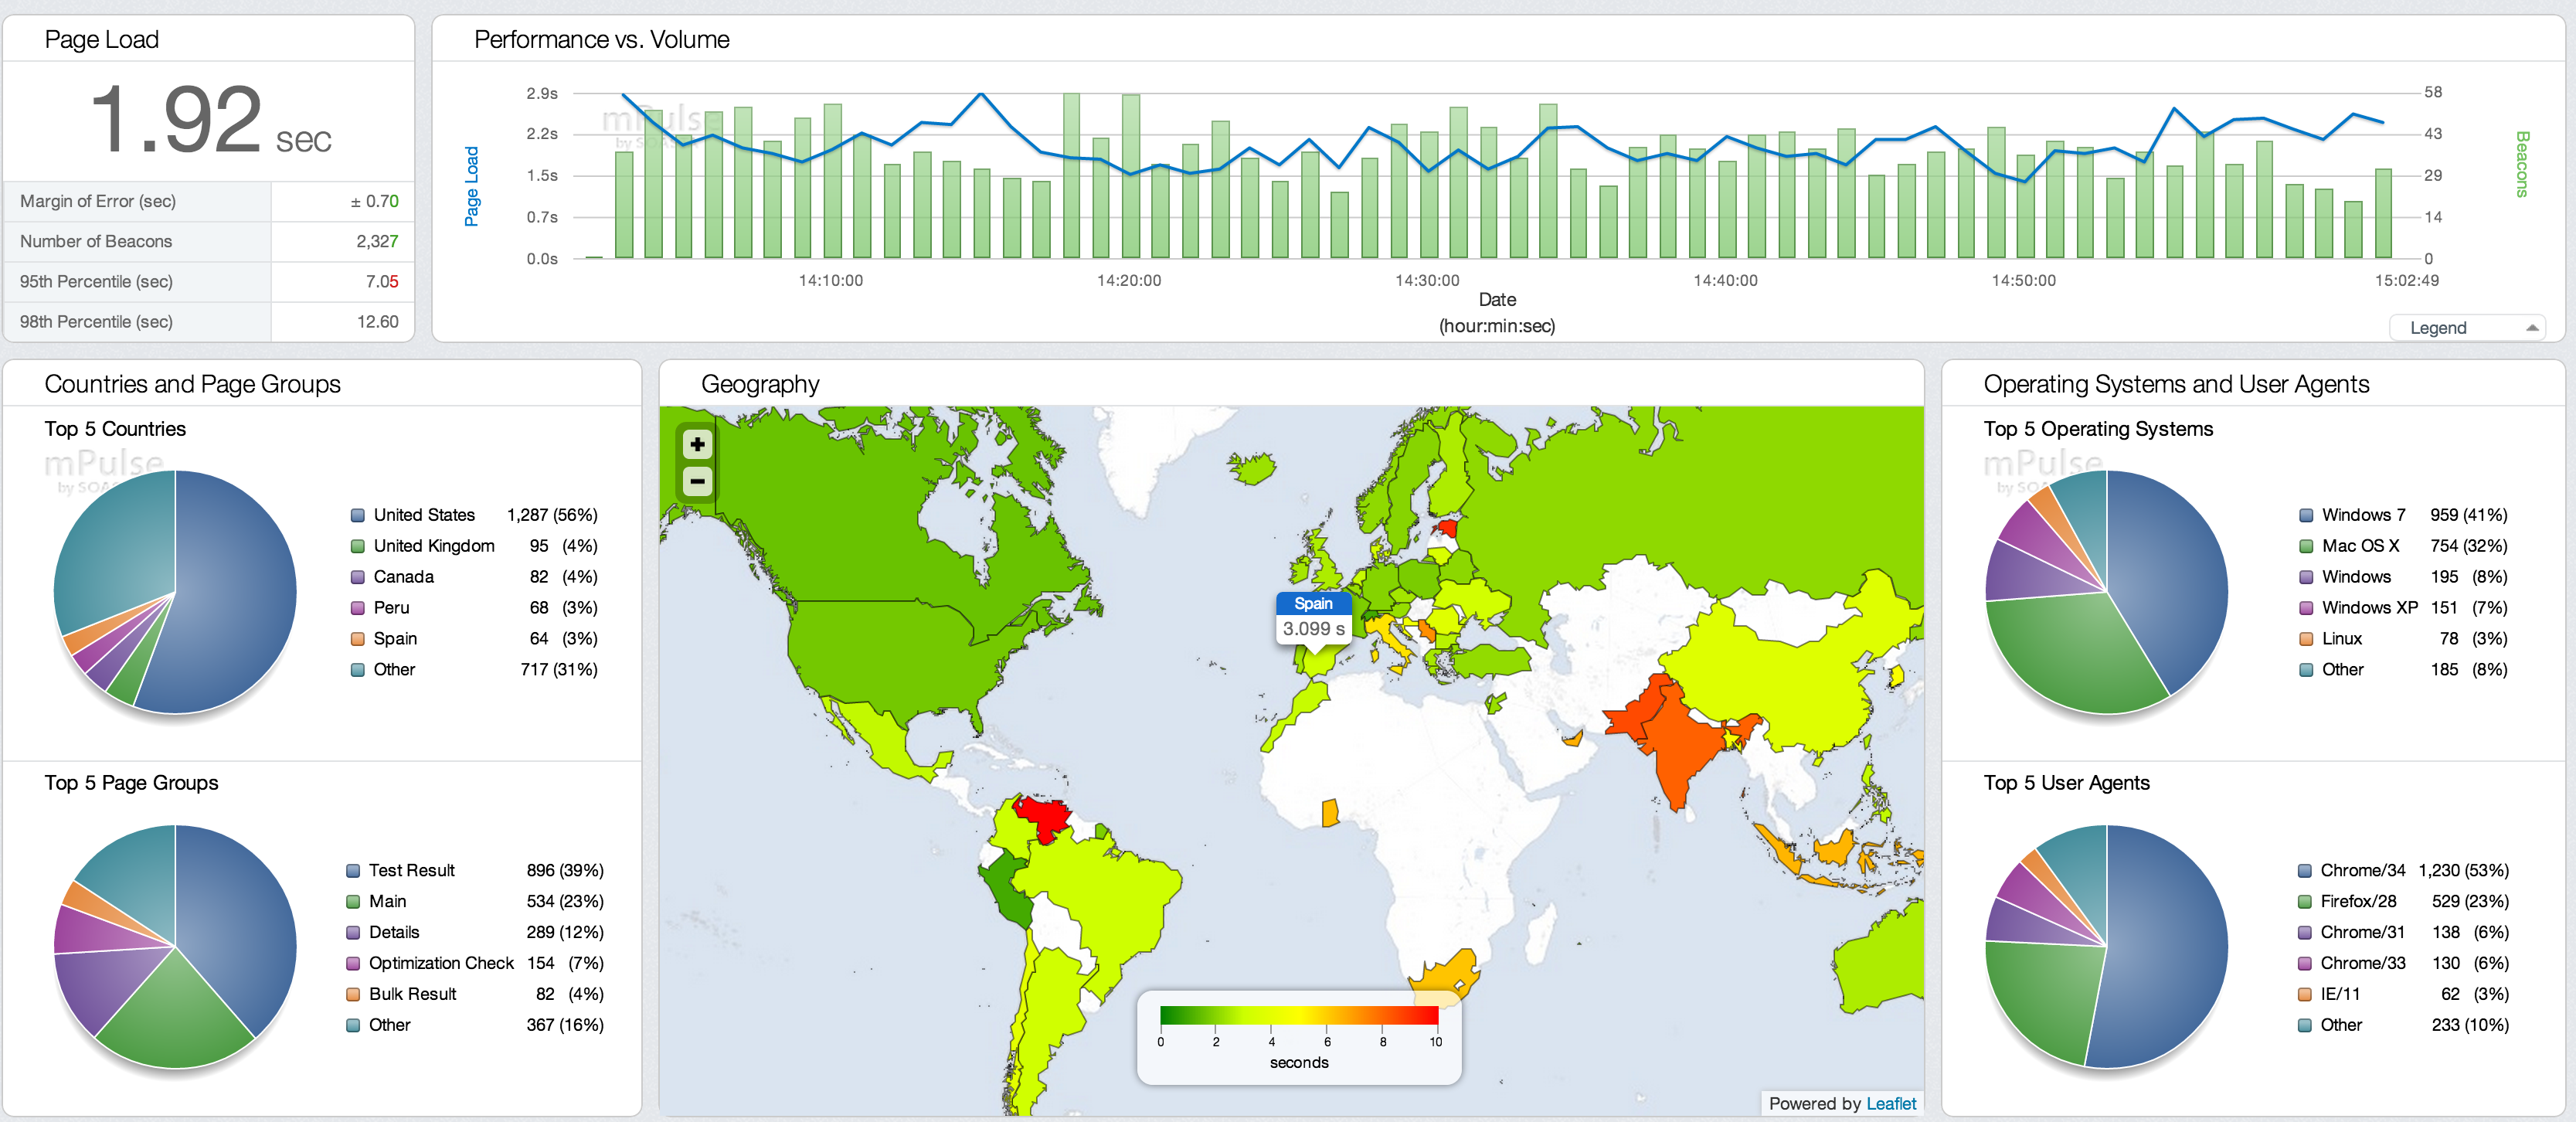 Page Load
1.92 sec
Margin of Error (sec) ± 0.70
Number of Beacons 2,327
95th Percentile (sec) 7.05
98th Percentile (sec) 12.60
Performance vs. Volume
mPulse
by SOAS
Page Load
2.9s
2.2s
1.5s
0.7s
0.0s
58
43
29
14
0
Beacons
14:10:00 14:20:00 14:30:00 14:40:00 14:50:00 15:02:49
Date
(hour:min:sec)
Legend
Countries and Page Groups
Top 5 Countries
mPulse
by SOA
United States 1,287 (56%)
United Kingdom 95 (4%)
Canada 82 (4%)
Peru 68 (3%)
Spain 64 (3%)
Other 717 (31%)
Top 5 Page Groups
Test Result 896 (39%)
Main 534 (23%)
Details 289 (12%)
Optimization Check 154 (7%)
Bulk Result 82 (4%)
Other 367 (16%)
Geography
+
−
Spain
3.099 s
0 2 4 6 8 10
seconds
Powered by Leaflet
Operating Systems and User Agents
Top 5 Operating Systems
mPulse
by SOA
Windows 7 959 (41%)
Mac OS X 754 (32%)
Windows 195 (8%)
Windows XP 151 (7%)
Linux 78 (3%)
Other 185 (8%)
Top 5 User Agents
Chrome/34 1,230 (53%)
Firefox/28 529 (23%)
Chrome/31 138 (6%)
Chrome/33 130 (6%)
IE/11 62 (3%)
Other 233 (10%)